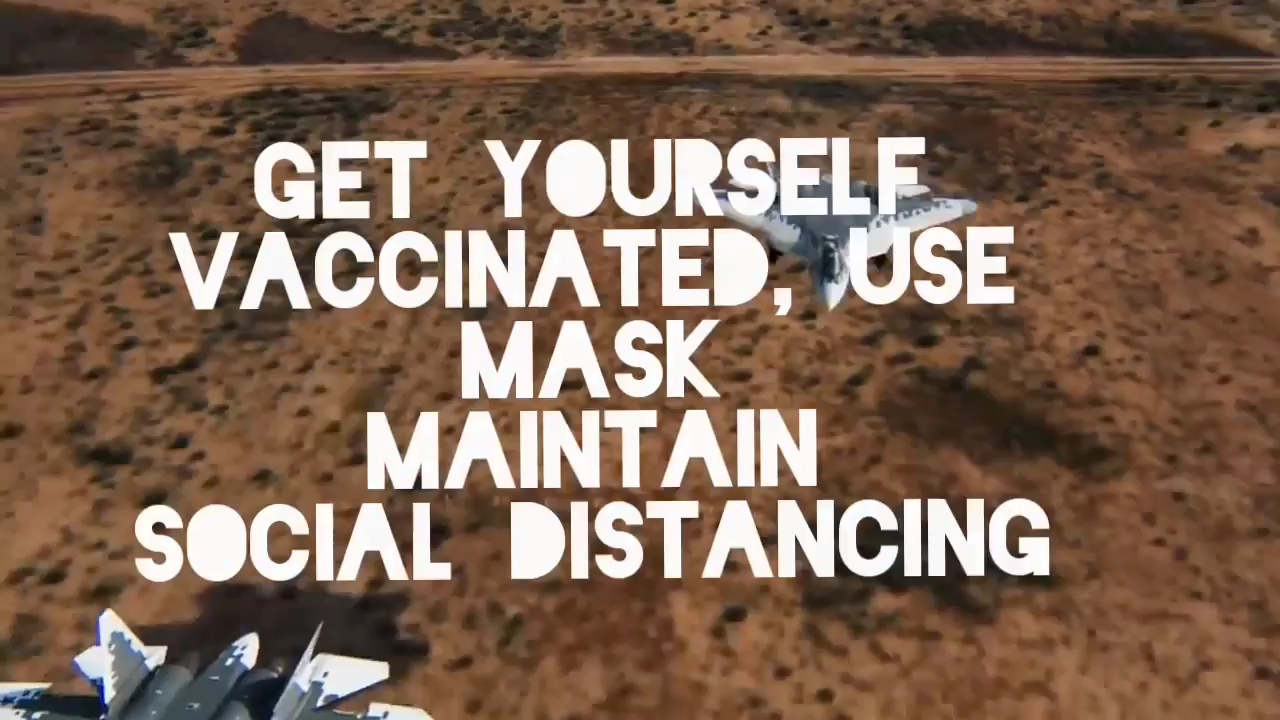 GET YOURSELF
VACCINATED, USE
MASK
MAINTAIN
SOCIAL DISTANCING